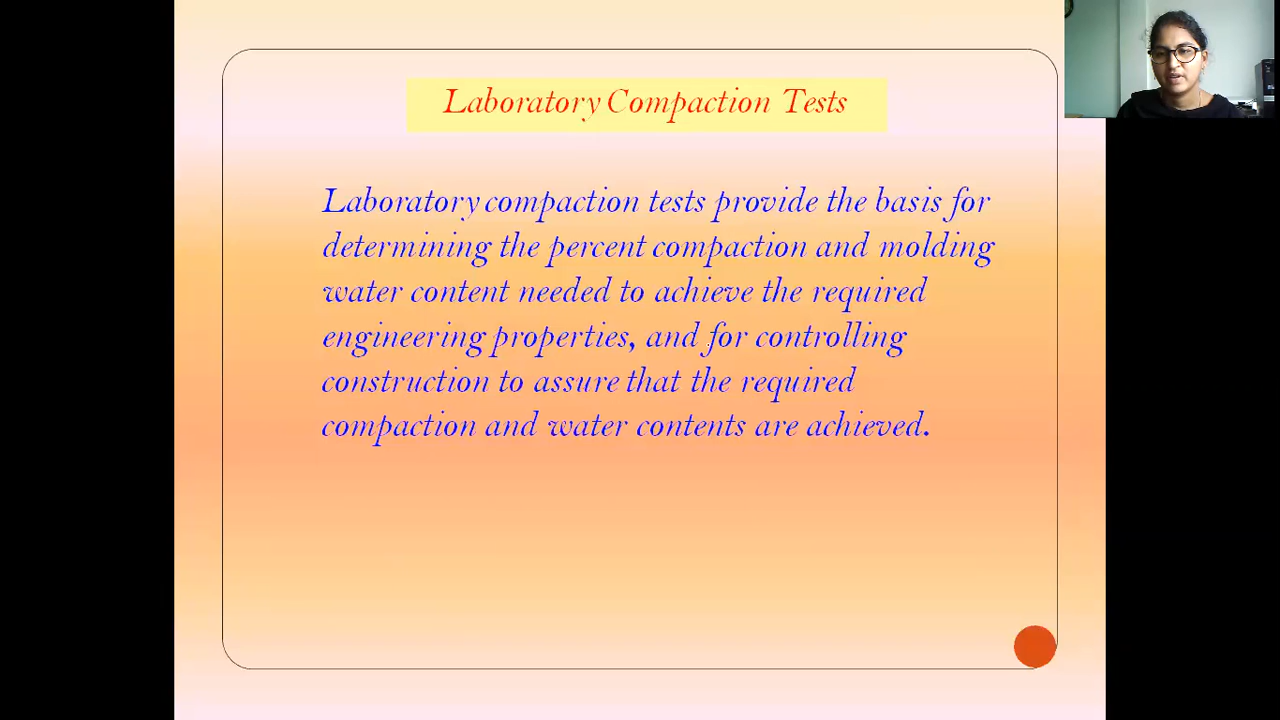 Laboratory Compaction Tests
Laboratory compaction tests provide the basis for
determining the percent compaction and molding
water content needed to achieve the required
engineering properties, and for controlling
construction to assure that the required
compaction and water contents are achieved.